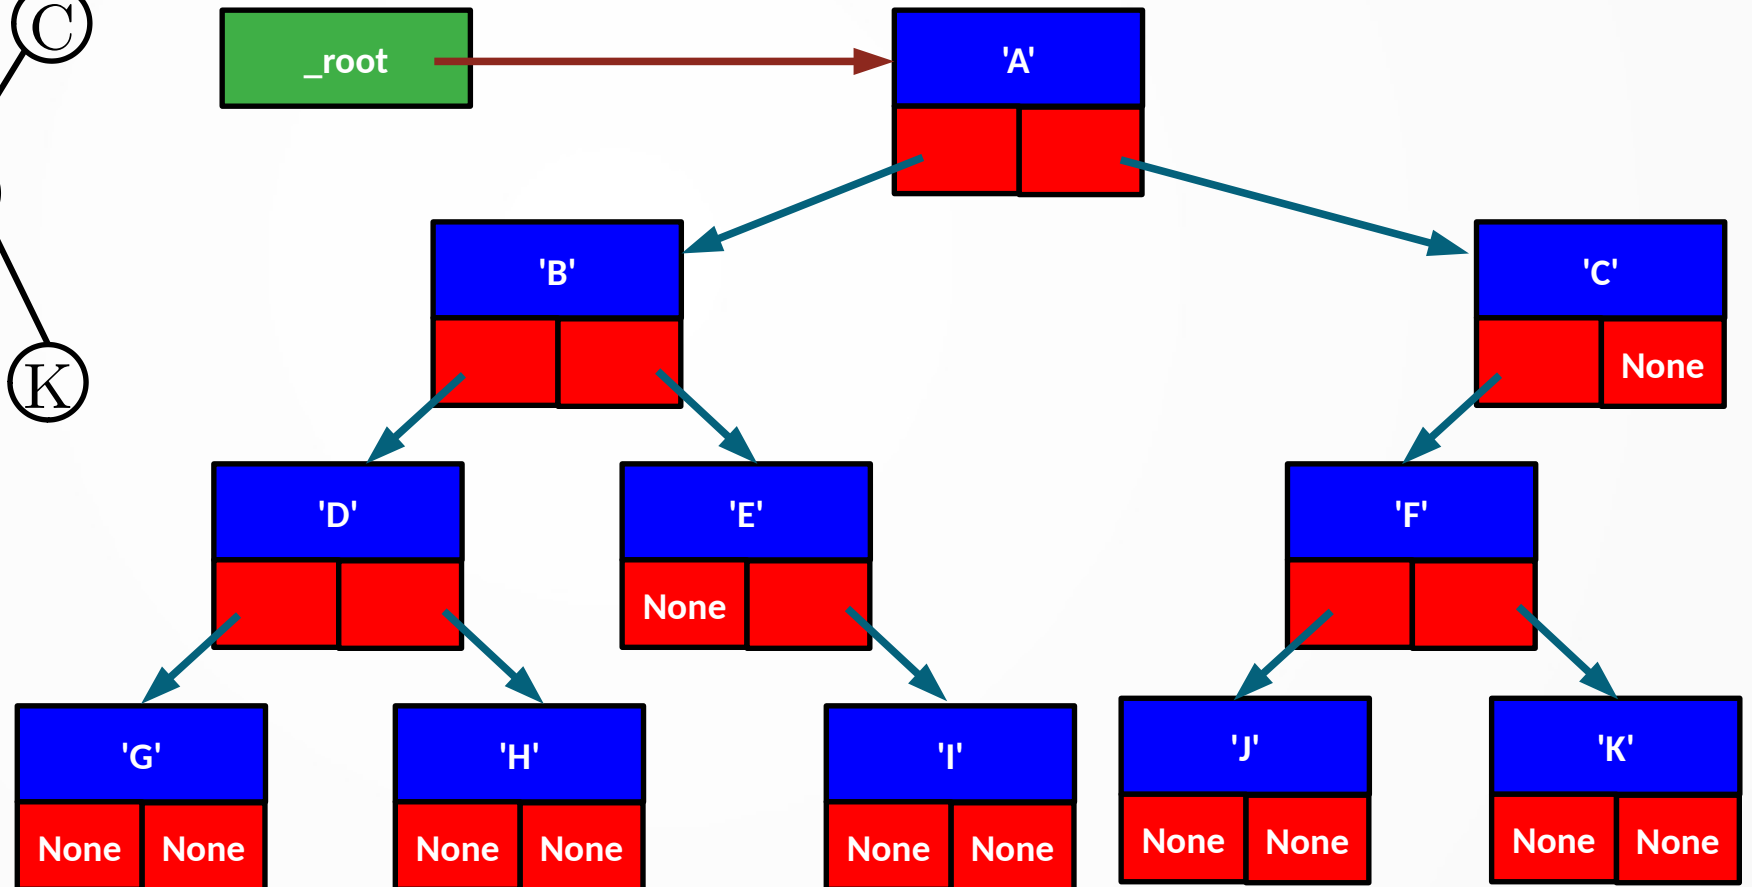 C
_root
'A'
'B'
'C'
None
K
'D'
'E'
'F'
None
'G'
'H'
'I'
'J'
'K'
None None
None None
None None
None None
None None